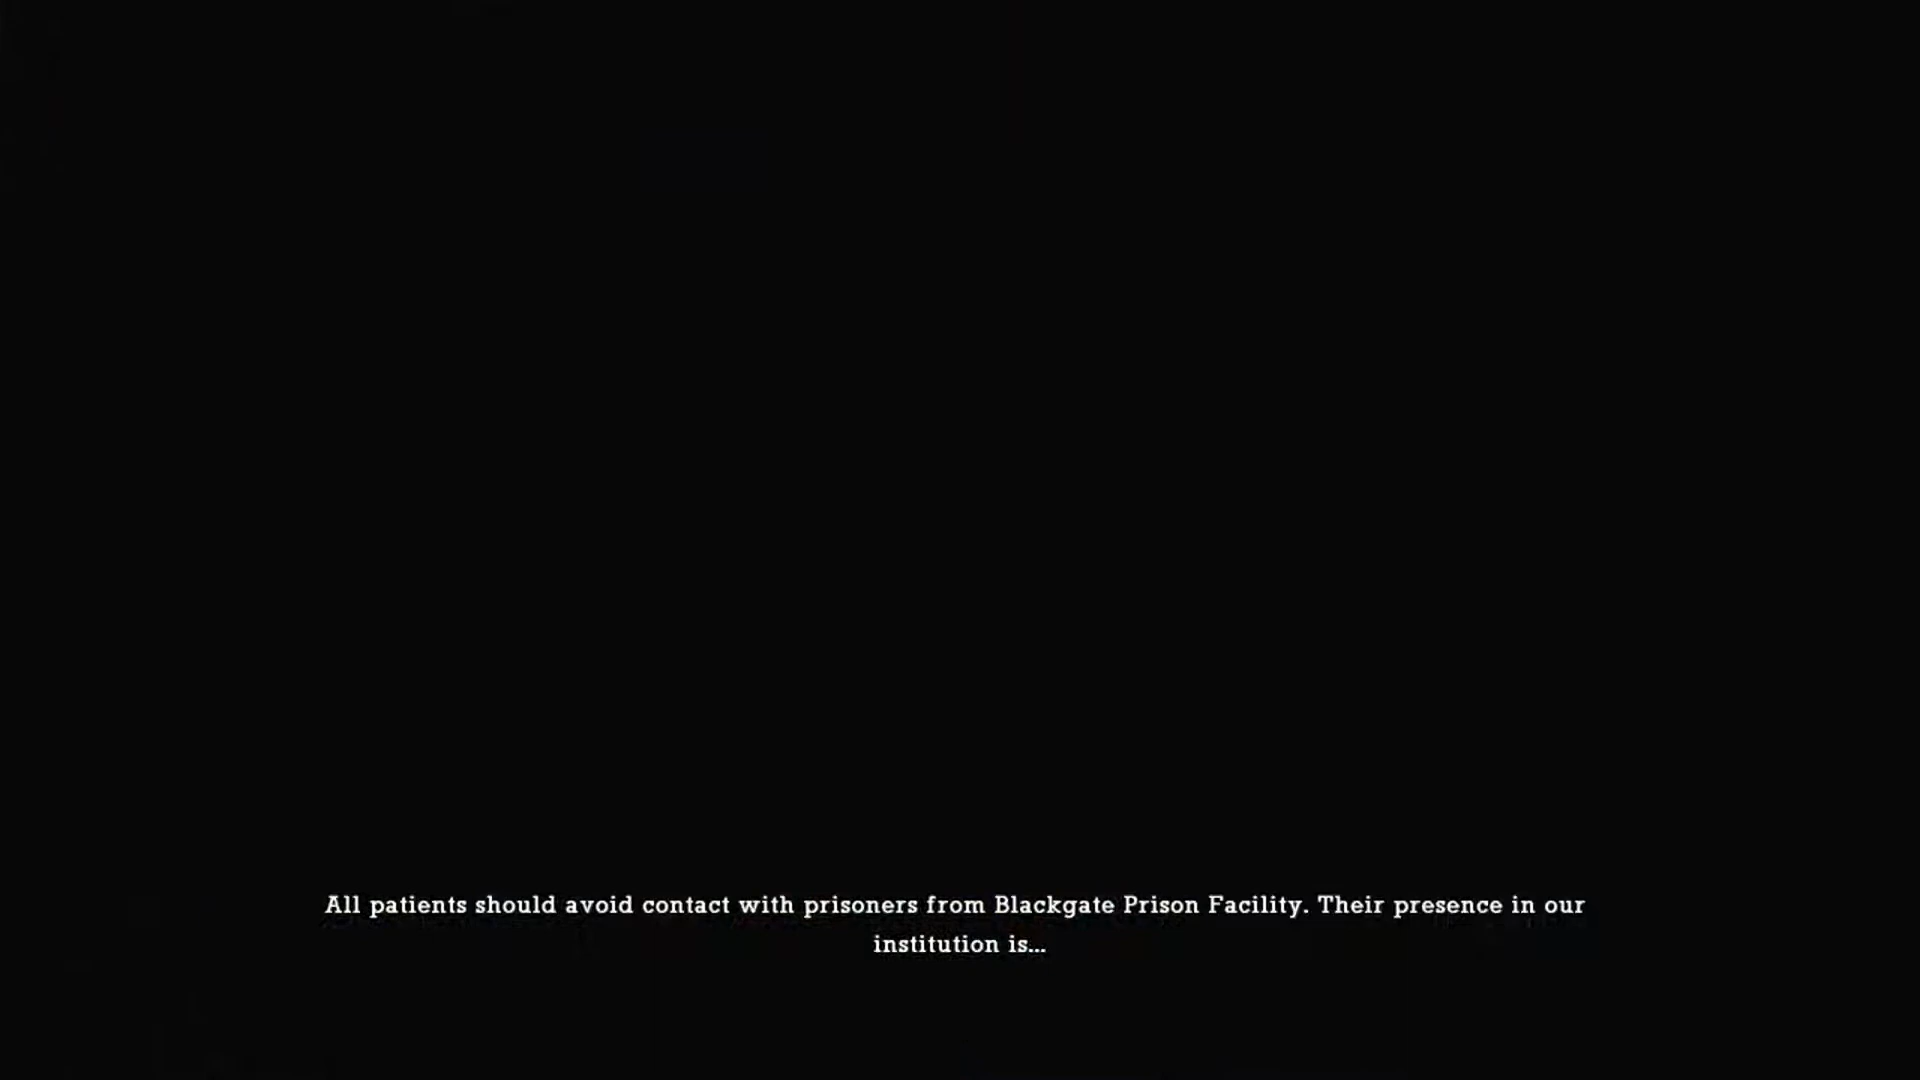 All patients should avoid contact with prisoners from Blackgate Prison Facility. Their presence in our
institution is...